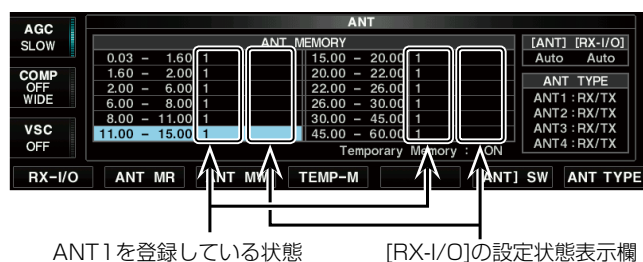 ANT
AGC
SLOW
COMP
OFF
WIDE
VSC
OFF
ANT MEMORY
0.03 – 1.60 1
1.60 – 2.00 1
2.00 – 6.00 1
6.00 – 8.00 1
8.00 – 11.00 1
11.00 – 15.00 1
15.00 – 20.00 1
20.00 – 22.00 1
22.00 – 26.00 1
26.00 – 30.00 1
30.00 – 45.00 1
45.00 – 60.00 1
Temporary Memory : ON
[ANT] [RX-I/O]
Auto Auto
ANT TYPE
ANT1:RX/TX
ANT2:RX/TX
ANT3:RX/TX
ANT4:RX/TX
RX-I/O ANT MR ANT MW TEMP-M [ANT] SW ANT TYPE
ANT1を登録している状態 [RX-I/O]の設定状態表示欄